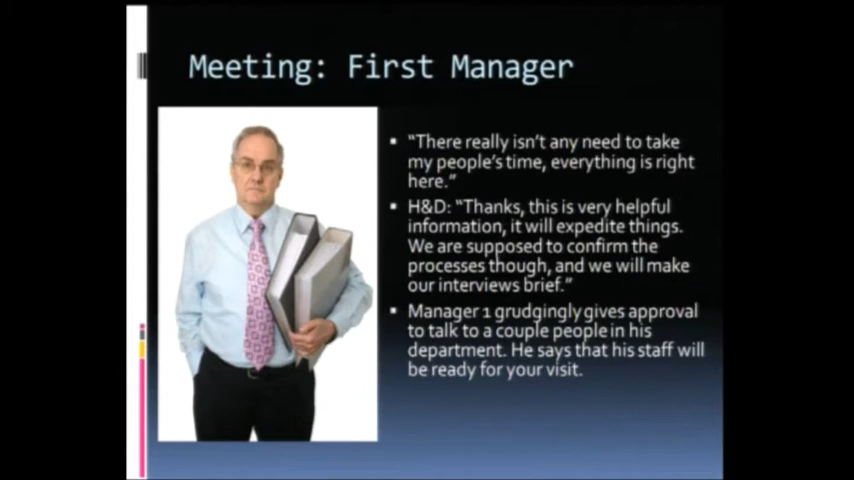 Meeting: First Manager
"There really isn't any need to take
my people's time, everything is right
here."
H&D: "Thanks, this is very helpful
information, it will expedite things.
We are supposed to confirm the
processes though, and we will make
our interviews brief."
Manager 1 grudgingly gives approval
to talk to a couple people in his
department. He says that his staff will
be ready for your visit.